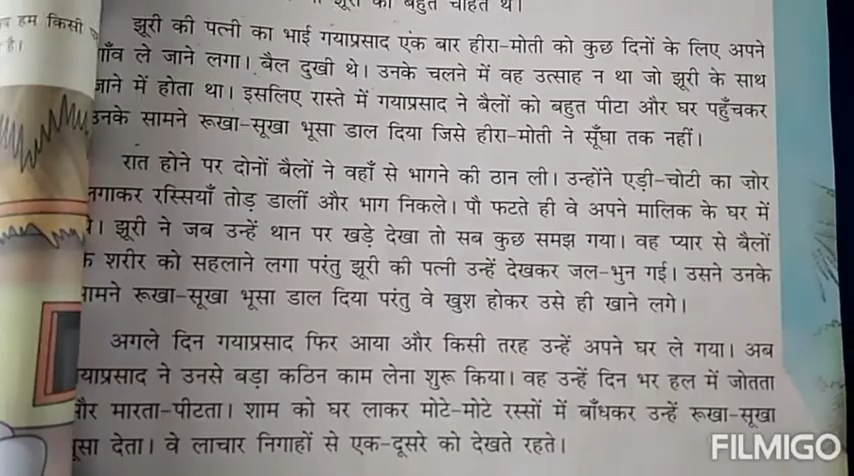 झूरी को बहुत चाहते थे।
हम किसी
है।
झूरी की पत्नी का भाई गयाप्रसाद एक बार हीरा-मोती को कुछ दिनों के लिए अपने
गाँव ले जाने लगा। बैल दुखी थे। उनके चलने में वह उत्साह न था जो झूरी के साथ
जाने में होता था। इसलिए रास्ते में गयाप्रसाद ने बैलों को बहुत पीटा और घर पहुँचकर
उनके सामने रूखा-सूखा भूसा डाल दिया जिसे हीरा-मोती ने सूँघा तक नहीं।
रात होने पर दोनों बैलों ने वहाँ से भागने की ठान ली। उन्होंने एड़ी-चोटी का ज़ोर
लगाकर रस्सियाँ तोड़ डालीं और भाग निकले। पौ फटते ही वे अपने मालिक के घर में
थे। झूरी ने जब उन्हें थान पर खड़े देखा तो सब कुछ समझ गया। वह प्यार से बैलों
के शरीर को सहलाने लगा परंतु झूरी की पत्नी उन्हें देखकर जल-भुन गई। उसने उनके
सामने रूखा-सूखा भूसा डाल दिया परंतु वे खुश होकर उसे ही खाने लगे।
अगले दिन गयाप्रसाद फिर आया और किसी तरह उन्हें अपने घर ले गया। अब
गयाप्रसाद ने उनसे बड़ा कठिन काम लेना शुरू किया। वह उन्हें दिन भर हल में जोतता
और मारता-पीटता। शाम को घर लाकर मोटे-मोटे रस्सों में बाँधकर उन्हें रूखा-सूखा
भूसा देता। वे लाचार निगाहों से एक-दूसरे को देखते रहते।
FILMIGO